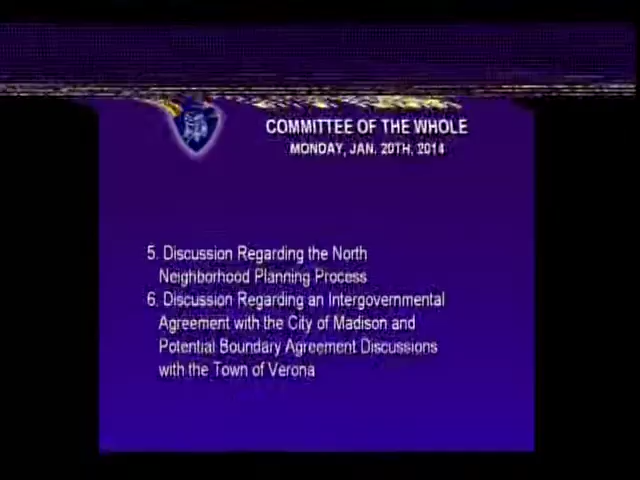 COMMITTEE OF THE WHOLE
MONDAY, JAN. 20TH, 2014
5. Discussion Regarding the North
Neighborhood Planning Process
6. Discussion Regarding an Intergovernmental
Agreement with the City of Madison and
Potential Boundary Agreement Discussions
with the Town of Verona